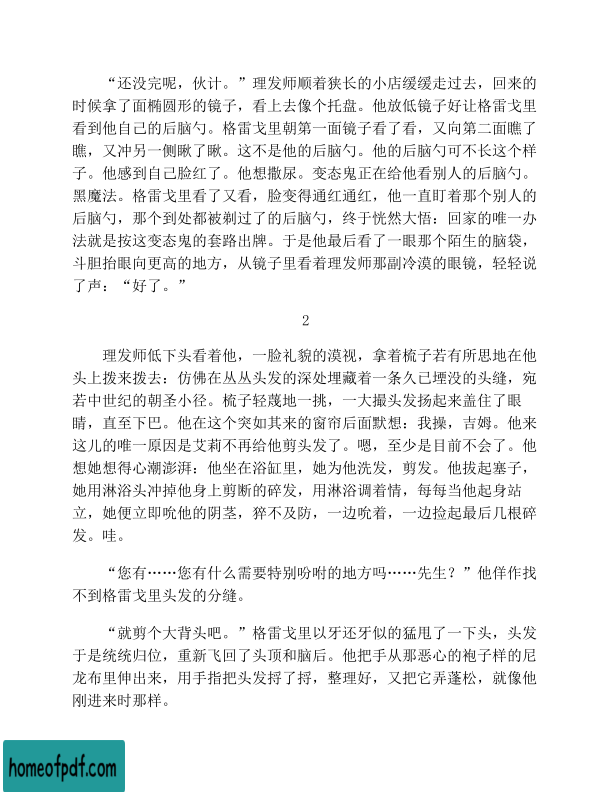 “还没完呢，伙计。”理发师顺着狭长的小店缓缓走过去，回来的
时候拿了面椭圆形的镜子，看上去像个托盘。他放低镜子好让格雷戈里
看到他自己的后脑勺。格雷戈里朝第一面镜子看了看，又向第二面瞧了
瞧，又冲另一侧瞅了瞅。这不是他的后脑勺。他的后脑勺可不长这个样
子。他感到自己脸红了。他想撒尿。变态鬼正在给他看别人的后脑勺。
黑魔法。格雷戈里看了又看，脸变得通红通红，他一直盯着那个别人的
后脑勺，那个到处都被剃过了的后脑勺，终于恍然大悟：回家的唯一办
法就是按这变态鬼的套路出牌。于是他最后看了一眼那个陌生的脑袋，
斗胆抬眼向更高的地方，从镜子里看着理发师那副冷漠的眼镜，轻轻说
了声：“好了。”
2
理发师低下头看着他，一脸礼貌的漠视，拿着梳子若有所思地在他
头上拨来拨去：仿佛在丛丛头发的深处埋藏着一条久已堙没的头缝，宛
若中世纪的朝圣小径。梳子轻蔑地一挑，一大撮头发扬起来盖住了眼
睛，直至下巴。他在这个突如其来的窗帘后面默想：我操，吉姆。他来
这儿的唯一原因是艾莉不再给他剪头发了。嗯，至少是目前不会了。他
想她想得心潮澎湃：他坐在浴缸里，她为他洗发，剪发。他拔起塞子，
她用淋浴头冲掉他身上剪断的碎发，用淋浴调着情，每每当他起身站
立，她便立即吮他的阴茎，猝不及防，一边吮着，一边捡起最后几根碎
发。哇。
“您有……您有什么需要特别吩咐的地方吗……先生？”他佯作找
不到格雷戈里头发的分缝。
“就剪个大背头吧。”格雷戈里以牙还牙似的猛甩了一下头，头发
于是统统归位，重新飞回了头顶和脑后。他把手从那恶心的袍子样的尼
龙布里伸出来，用手指把头发捋了捋，整理好，又把它弄蓬松，就像他
刚进来时那样。
homeofpdf.com